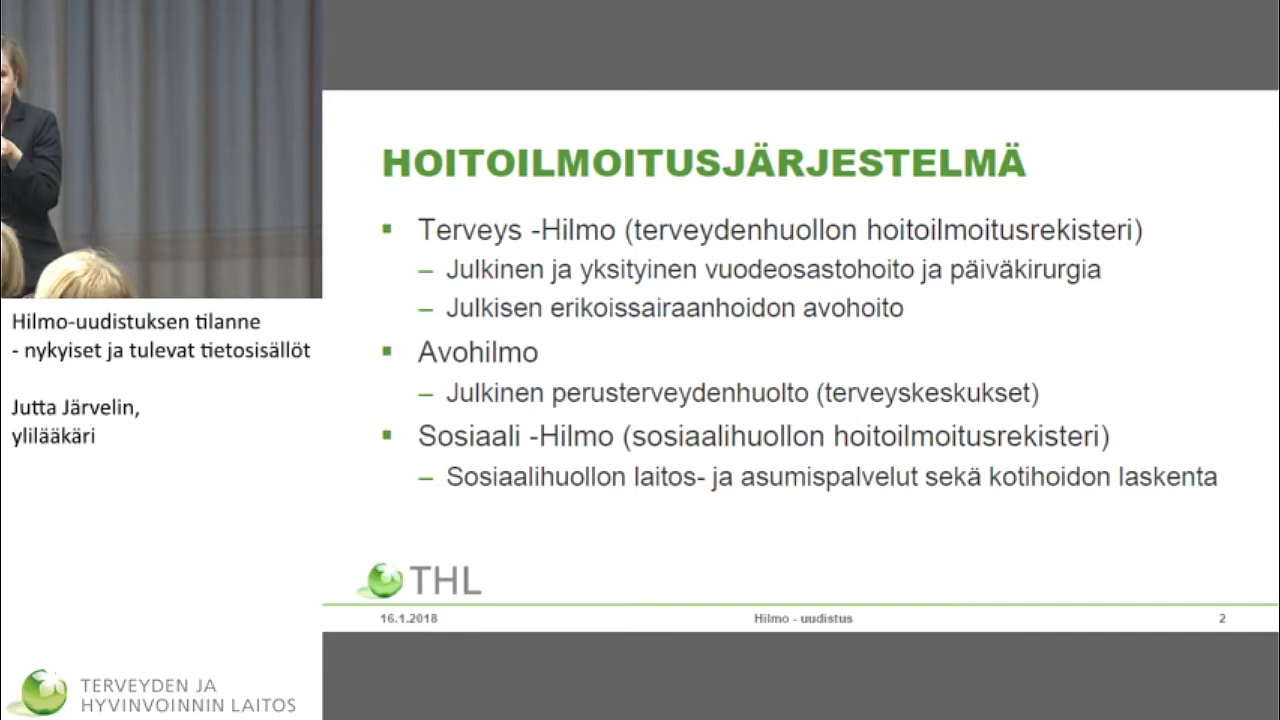 HOITOILMOITUSJÄRJESTELMÄ
Terveys -Hilmo (terveydenhuollon hoitoilmoitusrekisteri)
– Julkinen ja yksityinen vuodeosastohoito ja päiväkirurgia
– Julkisen erikoissairaanhoidon avohoito
Avohilmo
– Julkinen perusterveydenhuolto (terveyskeskukset)
Sosiaali -Hilmo (sosiaalihuollon hoitoilmoitusrekisteri)
– Sosiaalihuollon laitos- ja asumispalvelut sekä kotihoidon laskenta
THL
16.1.2018 Hilmo - uudistus 2
Hilmo-uudistuksen tilanne
- nykyiset ja tulevat tietosisällöt
Jutta Järvelin,
ylilääkäri
TERVEYDEN JA
HYVINVOINNIN LAITOS